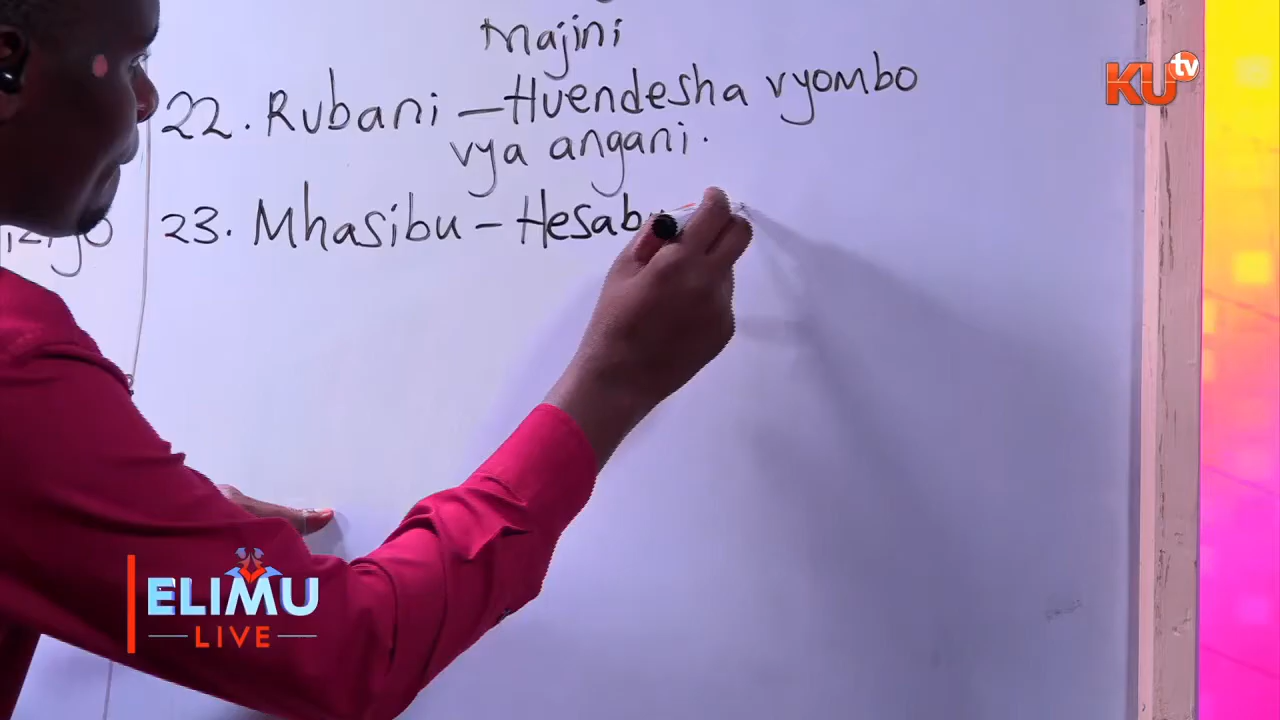 Majini
22. Rubani – Huendesha vyombo
vya angani.
23. Mhasibu – Hesab
KU tv
ELIMU
LIVE